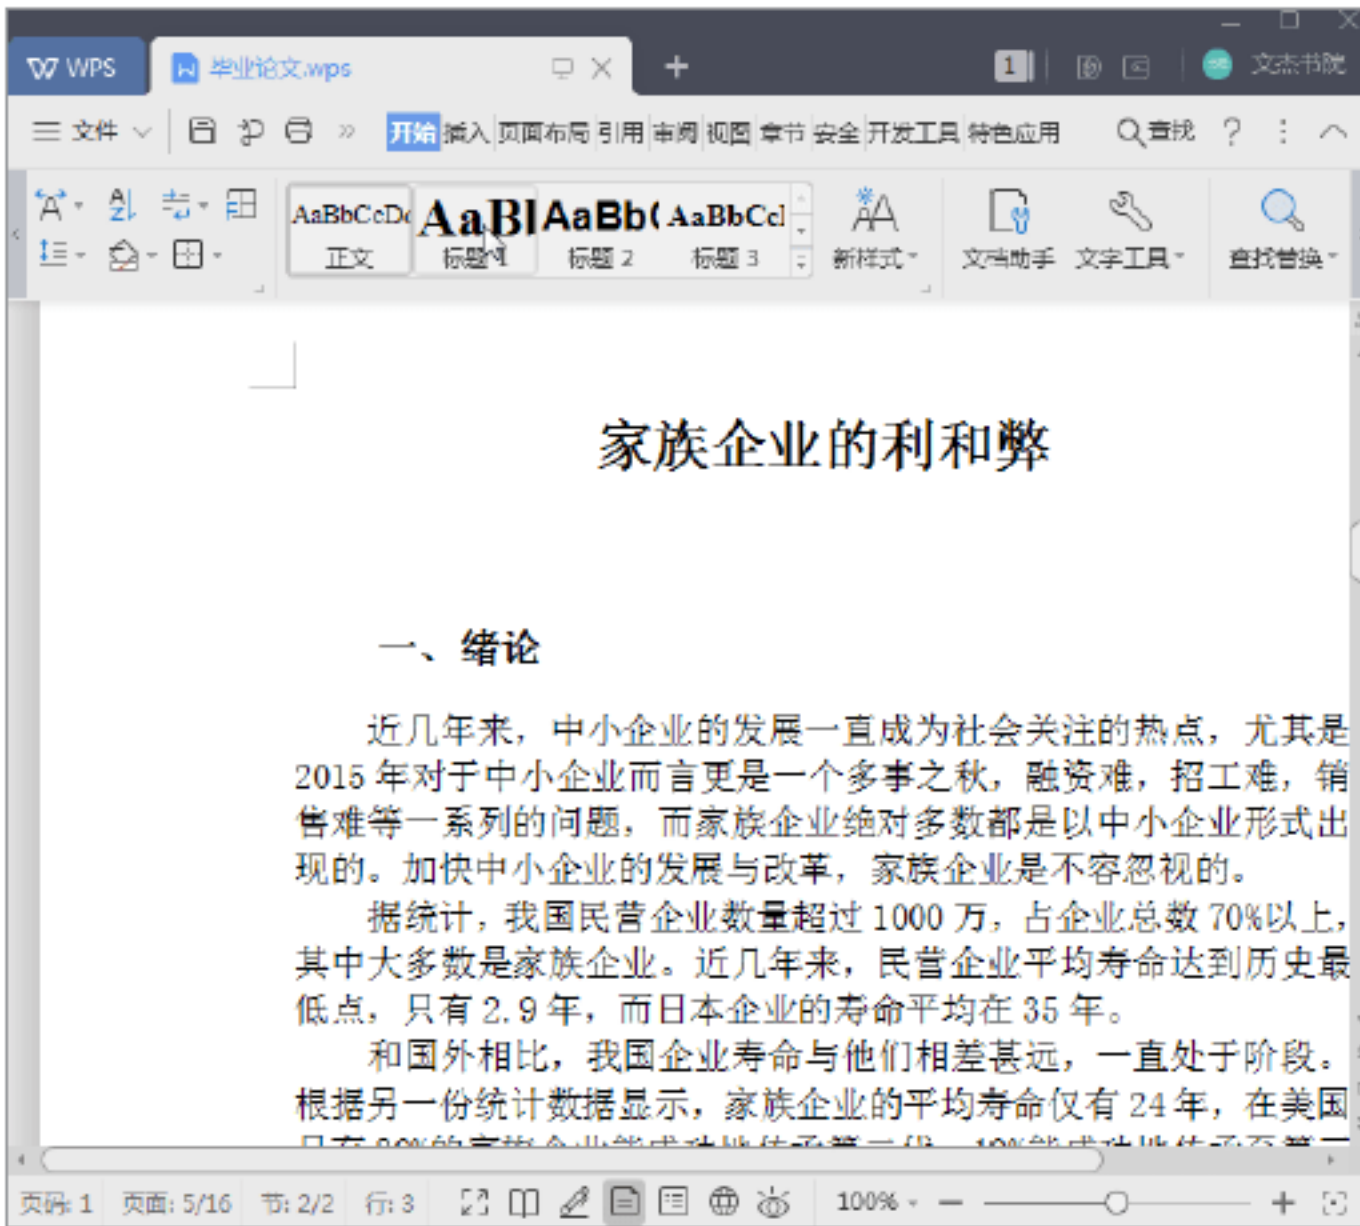 WPS 毕业论文.wps 1 文杰书院
文件 开始 插入 页面布局 引用 审阅 视图 章节 安全 开发工具 特色应用 查找
AaBbCcDd AaBl AaBb( AaBbCcl
正文 标题 1 标题 2 标题 3 新样式 文档助手 文字工具 查找替换
家族企业的利和弊
一、绪论
近几年来，中小企业的发展一直成为社会关注的热点，尤其是
2015 年对于中小企业而言更是一个多事之秋，融资难，招工难，销
售难等一系列的问题，而家族企业绝对多数都是以中小企业形式出
现的。加快中小企业的发展与改革，家族企业是不容忽视的。
据统计，我国民营企业数量超过 1000 万，占企业总数 70%以上，
其中大多数是家族企业。近几年来，民营企业平均寿命达到历史最
低点，只有 2.9 年，而日本企业的寿命平均在 35 年。
和国外相比，我国企业寿命与他们相差甚远，一直处于阶段。
根据另一份统计数据显示，家族企业的平均寿命仅有 24 年，在美国
页码: 1 页面: 5/16 节: 2/2 行: 3 100%